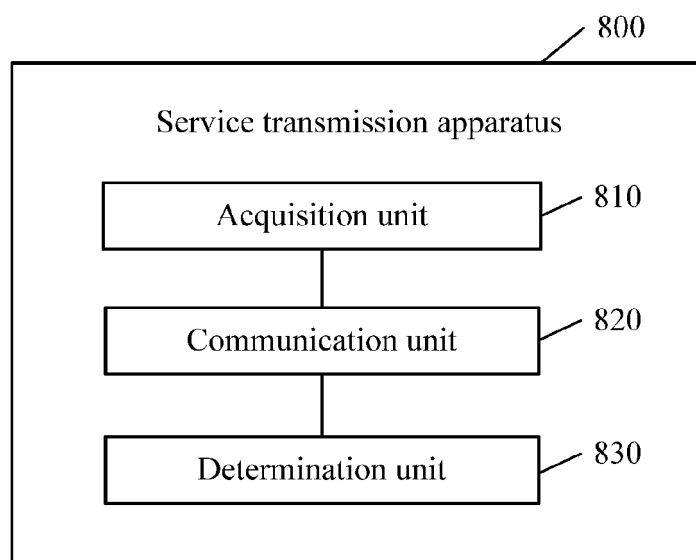 800
Service transmission apparatus
Acquisition unit
810
Communication unit
820
Determination unit
830